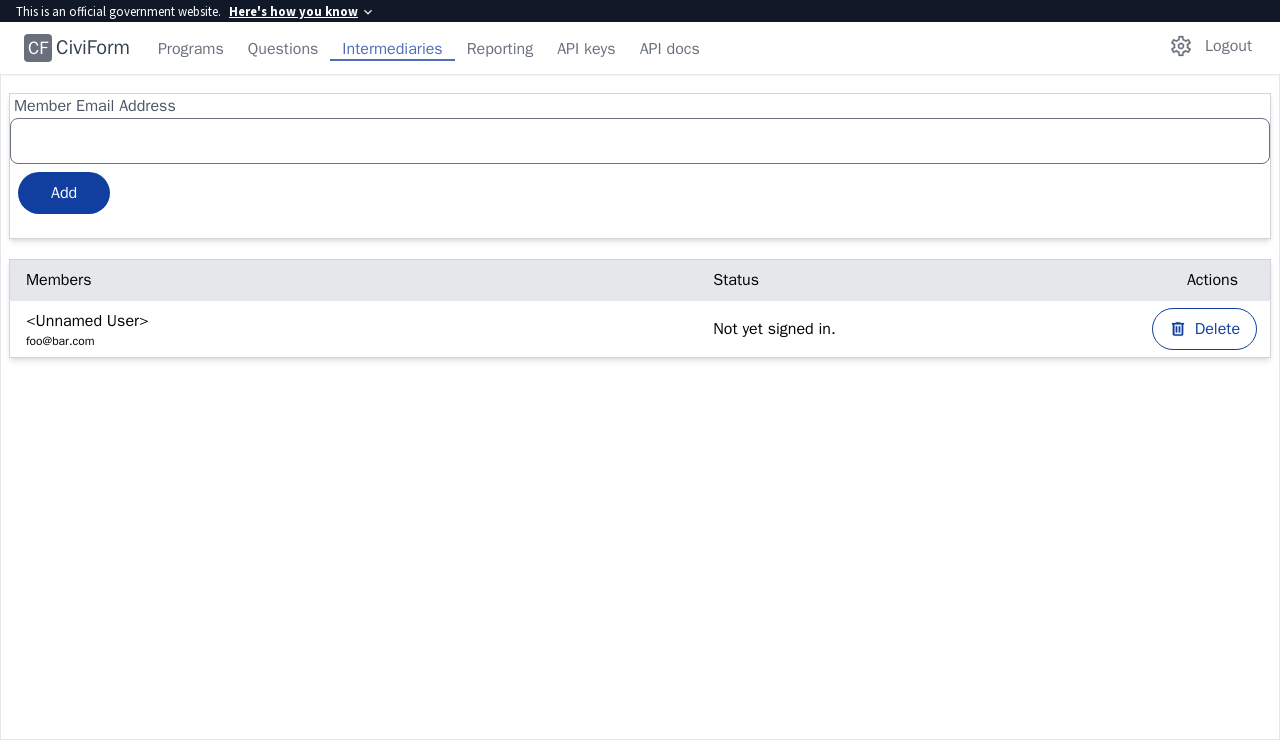 This is an official government website. Here's how you know
CF CiviForm Programs Questions Intermediaries Reporting API keys API docs Logout
Member Email Address
Add
Members Status Actions
<Unnamed User>
foo@bar.com
Not yet signed in.
Delete